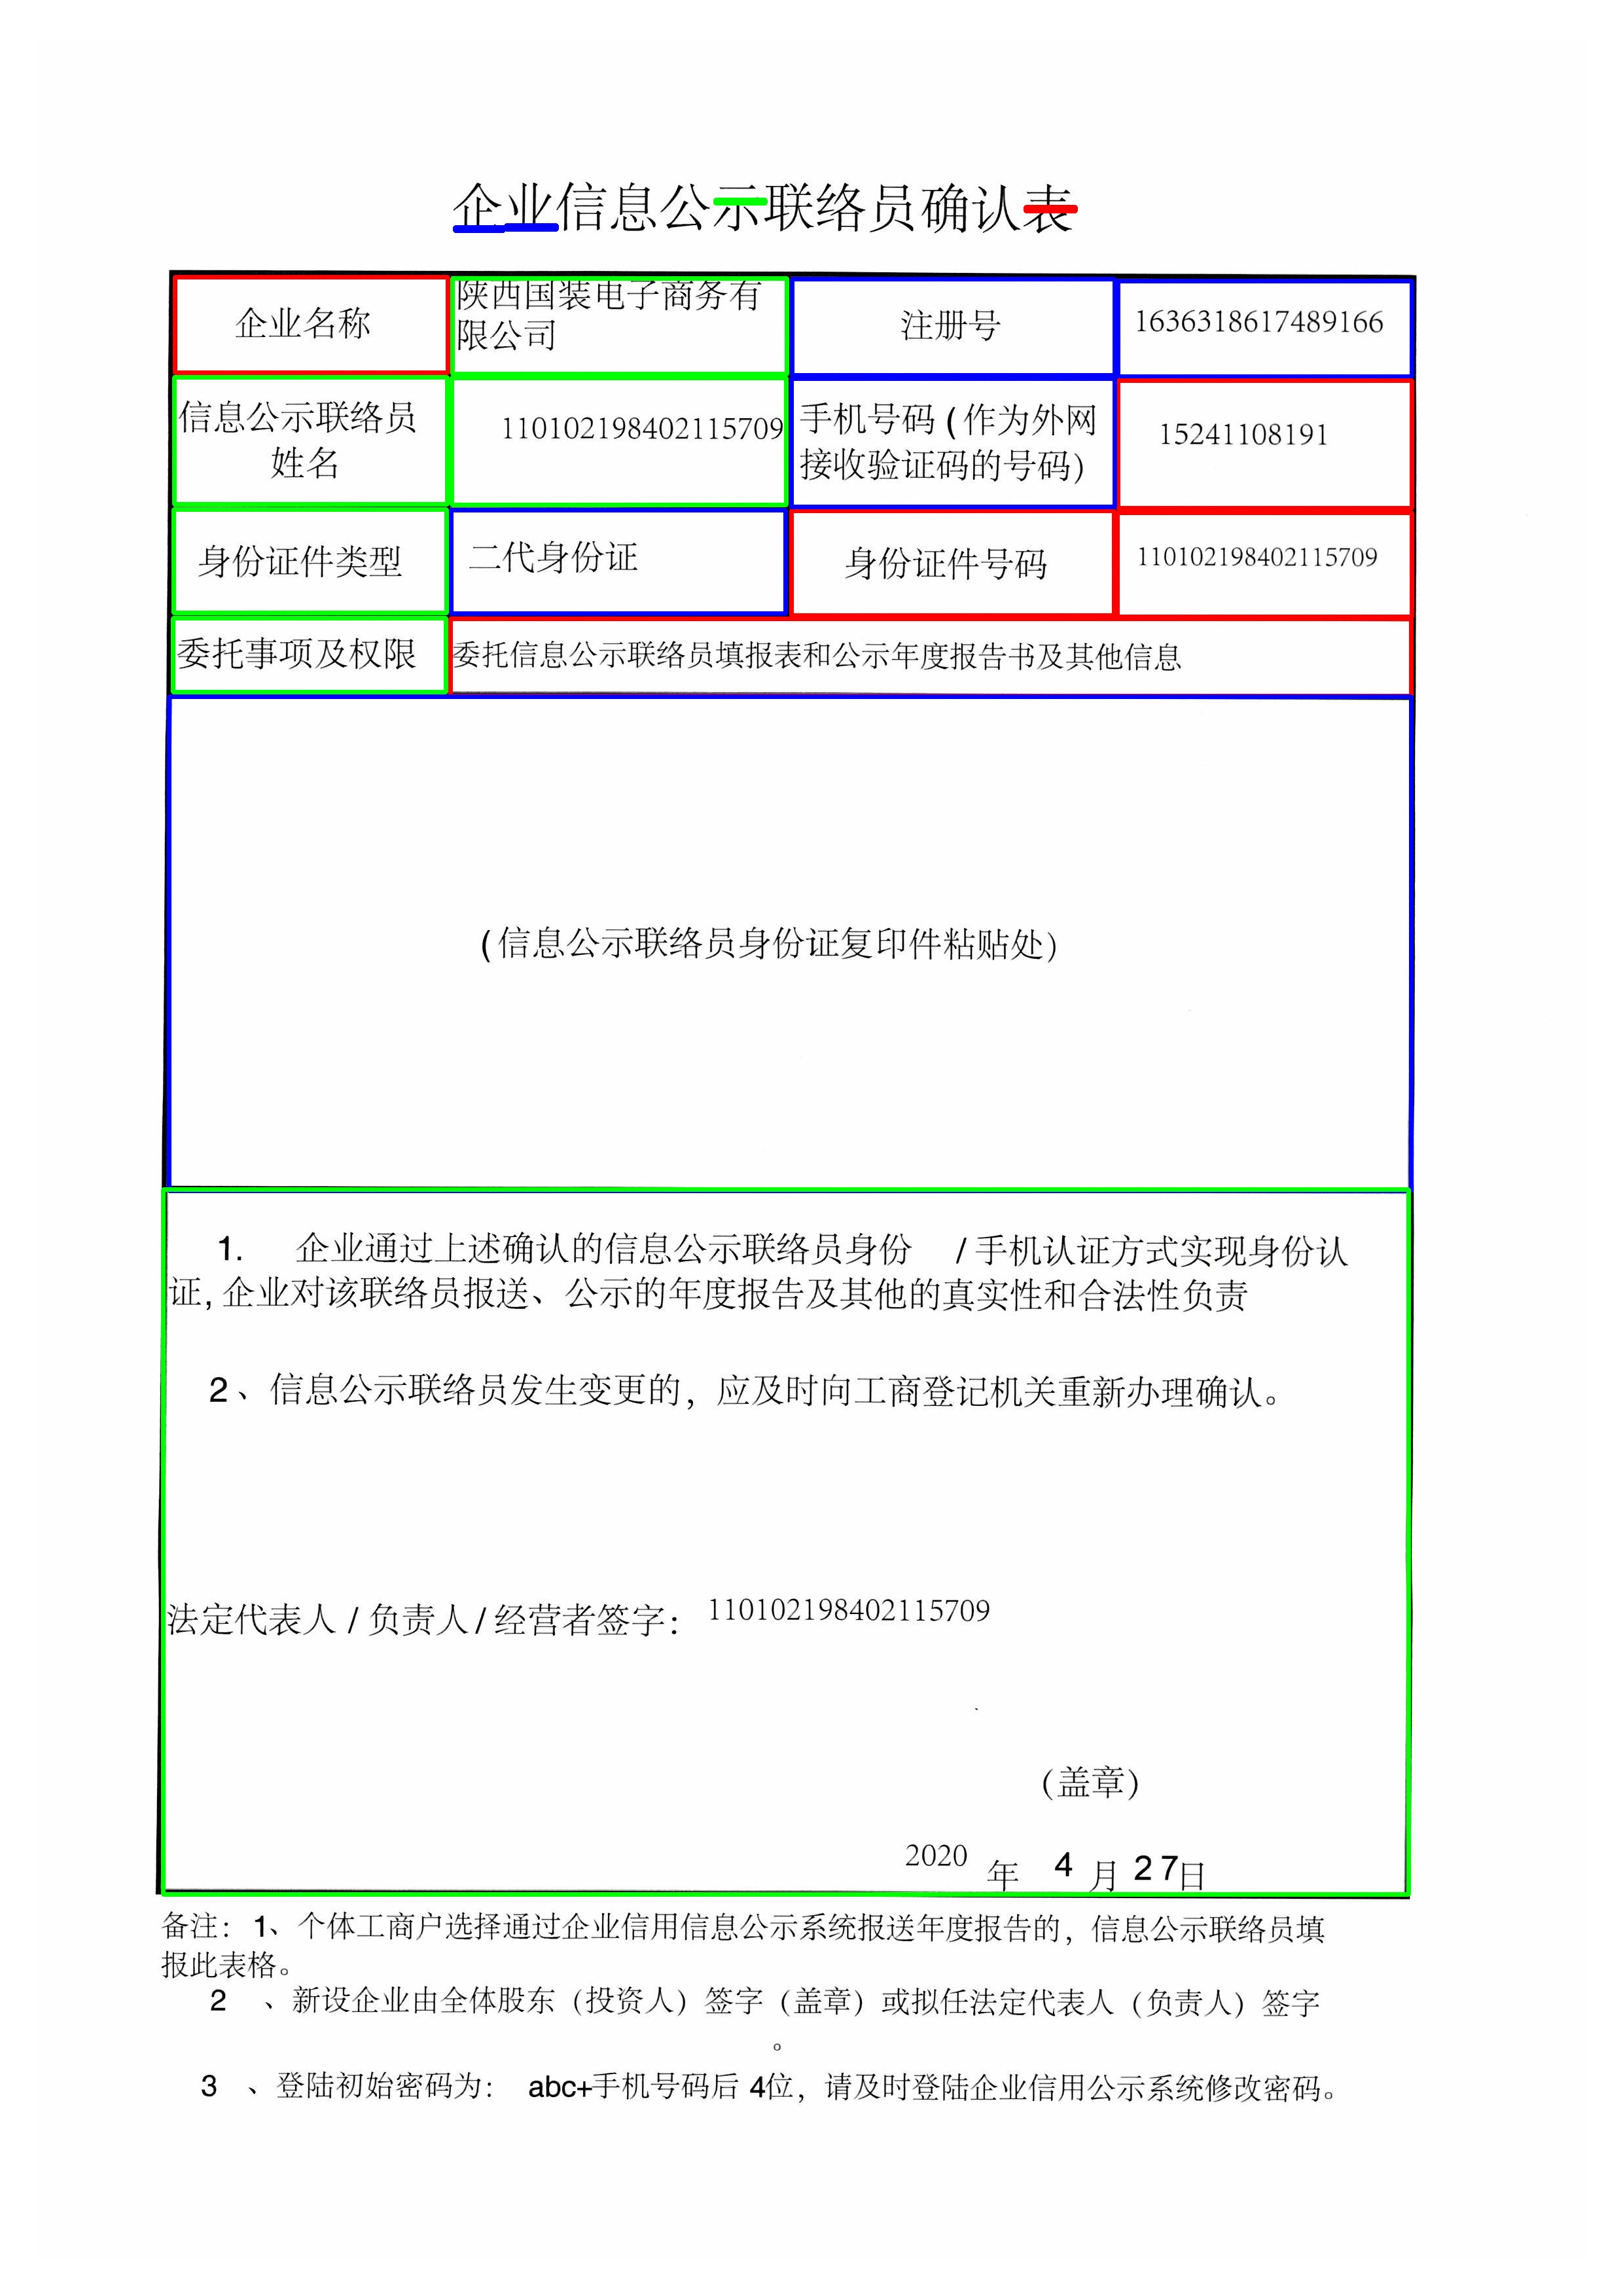 企业信息公示联络员确认表
企业名称
陕西国装电子商务有
限公司
注册号
1636318617489166
信息公示联络员
姓名
110102198402115709
手机号码(作为外网
接收验证码的号码)
15241108191
身份证件类型
二代身份证
身份证件号码
110102198402115709
委托事项及权限
委托信息公示联络员填报表和公示年度报告书及其他信息
(信息公示联络员身份证复印件粘贴处)
1. 企业通过上述确认的信息公示联络员身份 /手机认证方式实现身份认
证,企业对该联络员报送、公示的年度报告及其他的真实性和合法性负责
2、信息公示联络员发生变更的，应及时向工商登记机关重新办理确认。
法定代表人/负责人/经营者签字：110102198402115709
(盖章)
2020 年 4 月 27日
备注：1、个体工商户选择通过企业信用信息公示系统报送年度报告的，信息公示联络员填
报此表格。
2 、新设企业由全体股东（投资人）签字（盖章）或拟任法定代表人（负责人）签字
。
3 、登陆初始密码为： abc+手机号码后 4位，请及时登陆企业信用公示系统修改密码。